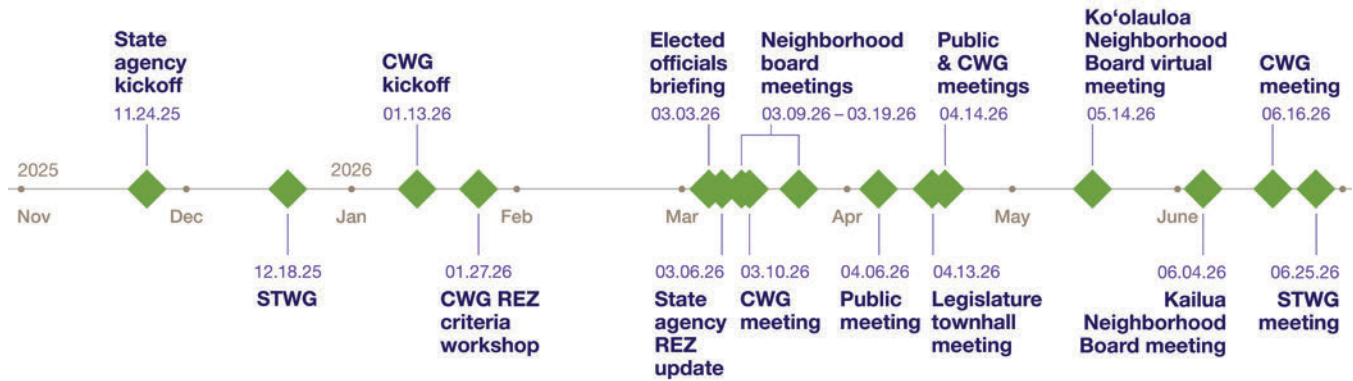 State
agency
kickoff
11.24.25
CWG
kickoff
01.13.26
Elected
officials
briefing
03.03.26
Neighborhood
board
meetings
03.09.26 – 03.19.26
Public
& CWG
meetings
04.14.26
Koʻolauloa
Neighborhood
Board virtual
meeting
05.14.26
CWG
meeting
06.16.26
2025
2026
Nov
Dec
Jan
Feb
Mar
Apr
May
June
12.18.25
STWG
01.27.26
CWG REZ
criteria
workshop
03.06.26
State
agency
REZ
update
03.10.26
CWG
meeting
04.06.26
Public
meeting
04.13.26
Legislature
townhall
meeting
06.04.26
Kailua
Neighborhood
Board meeting
06.25.26
STWG
meeting